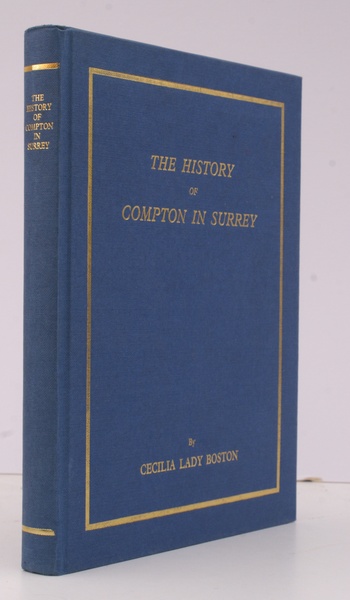 THE
HISTORY
OF
COMPTON
IN
SURREY
THE HISTORY
OF
COMPTON IN SURREY
By
CECILIA LADY BOSTON